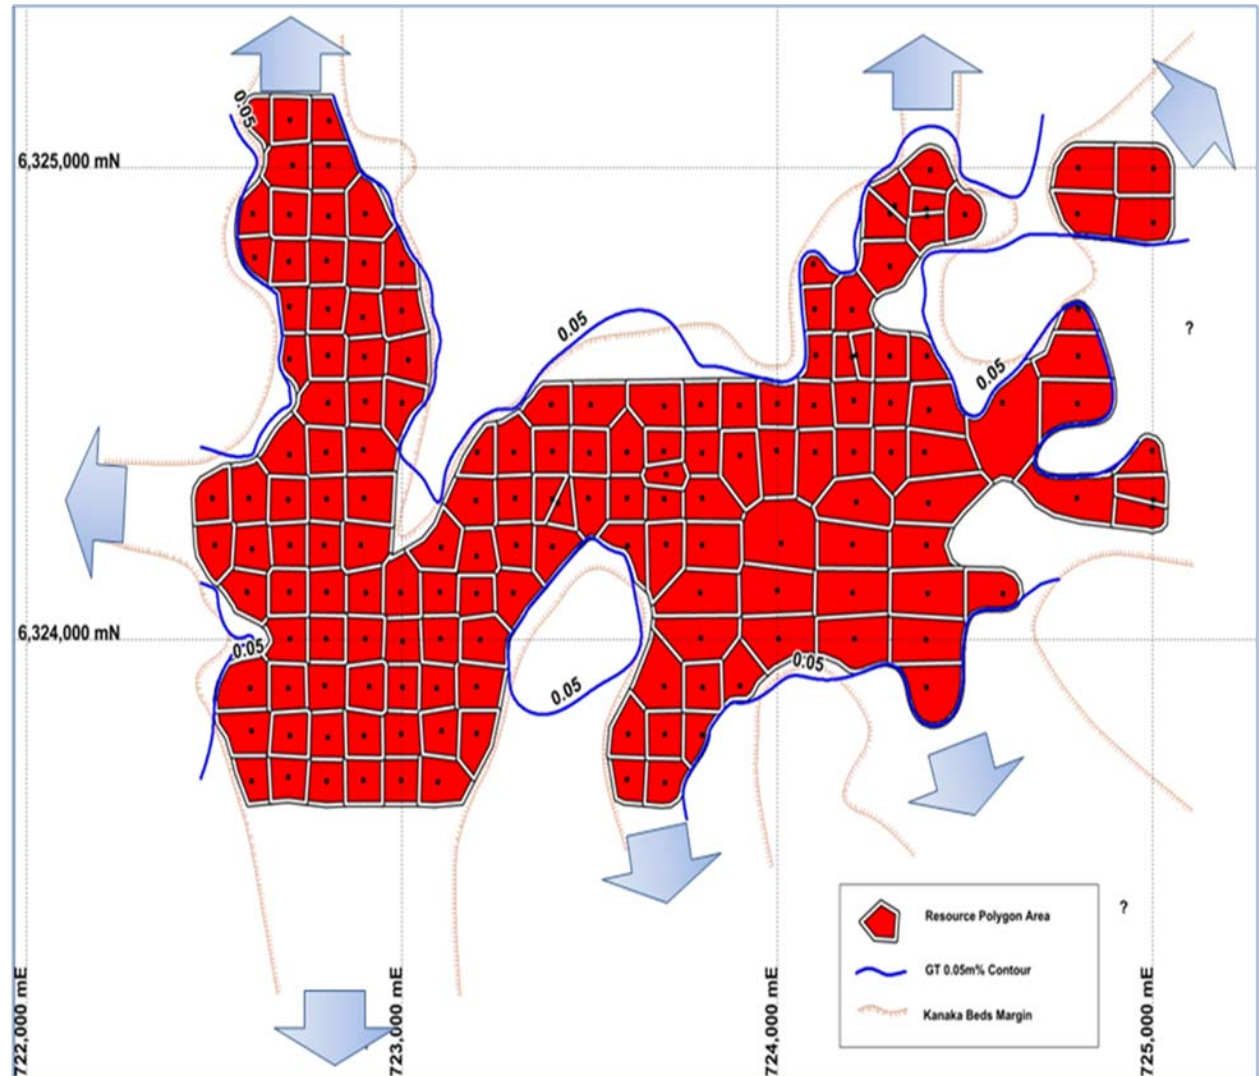 0.05
6,325,000 mN
0.05
?
0.05
6,324,000 mN
0.05
0.05
0.05
Resource Polygon Area
?
GT 0.05m% Contour
Kanaka Beds Margin
722,000 mE
723,000 mE
724,000 mE
725,000 mE